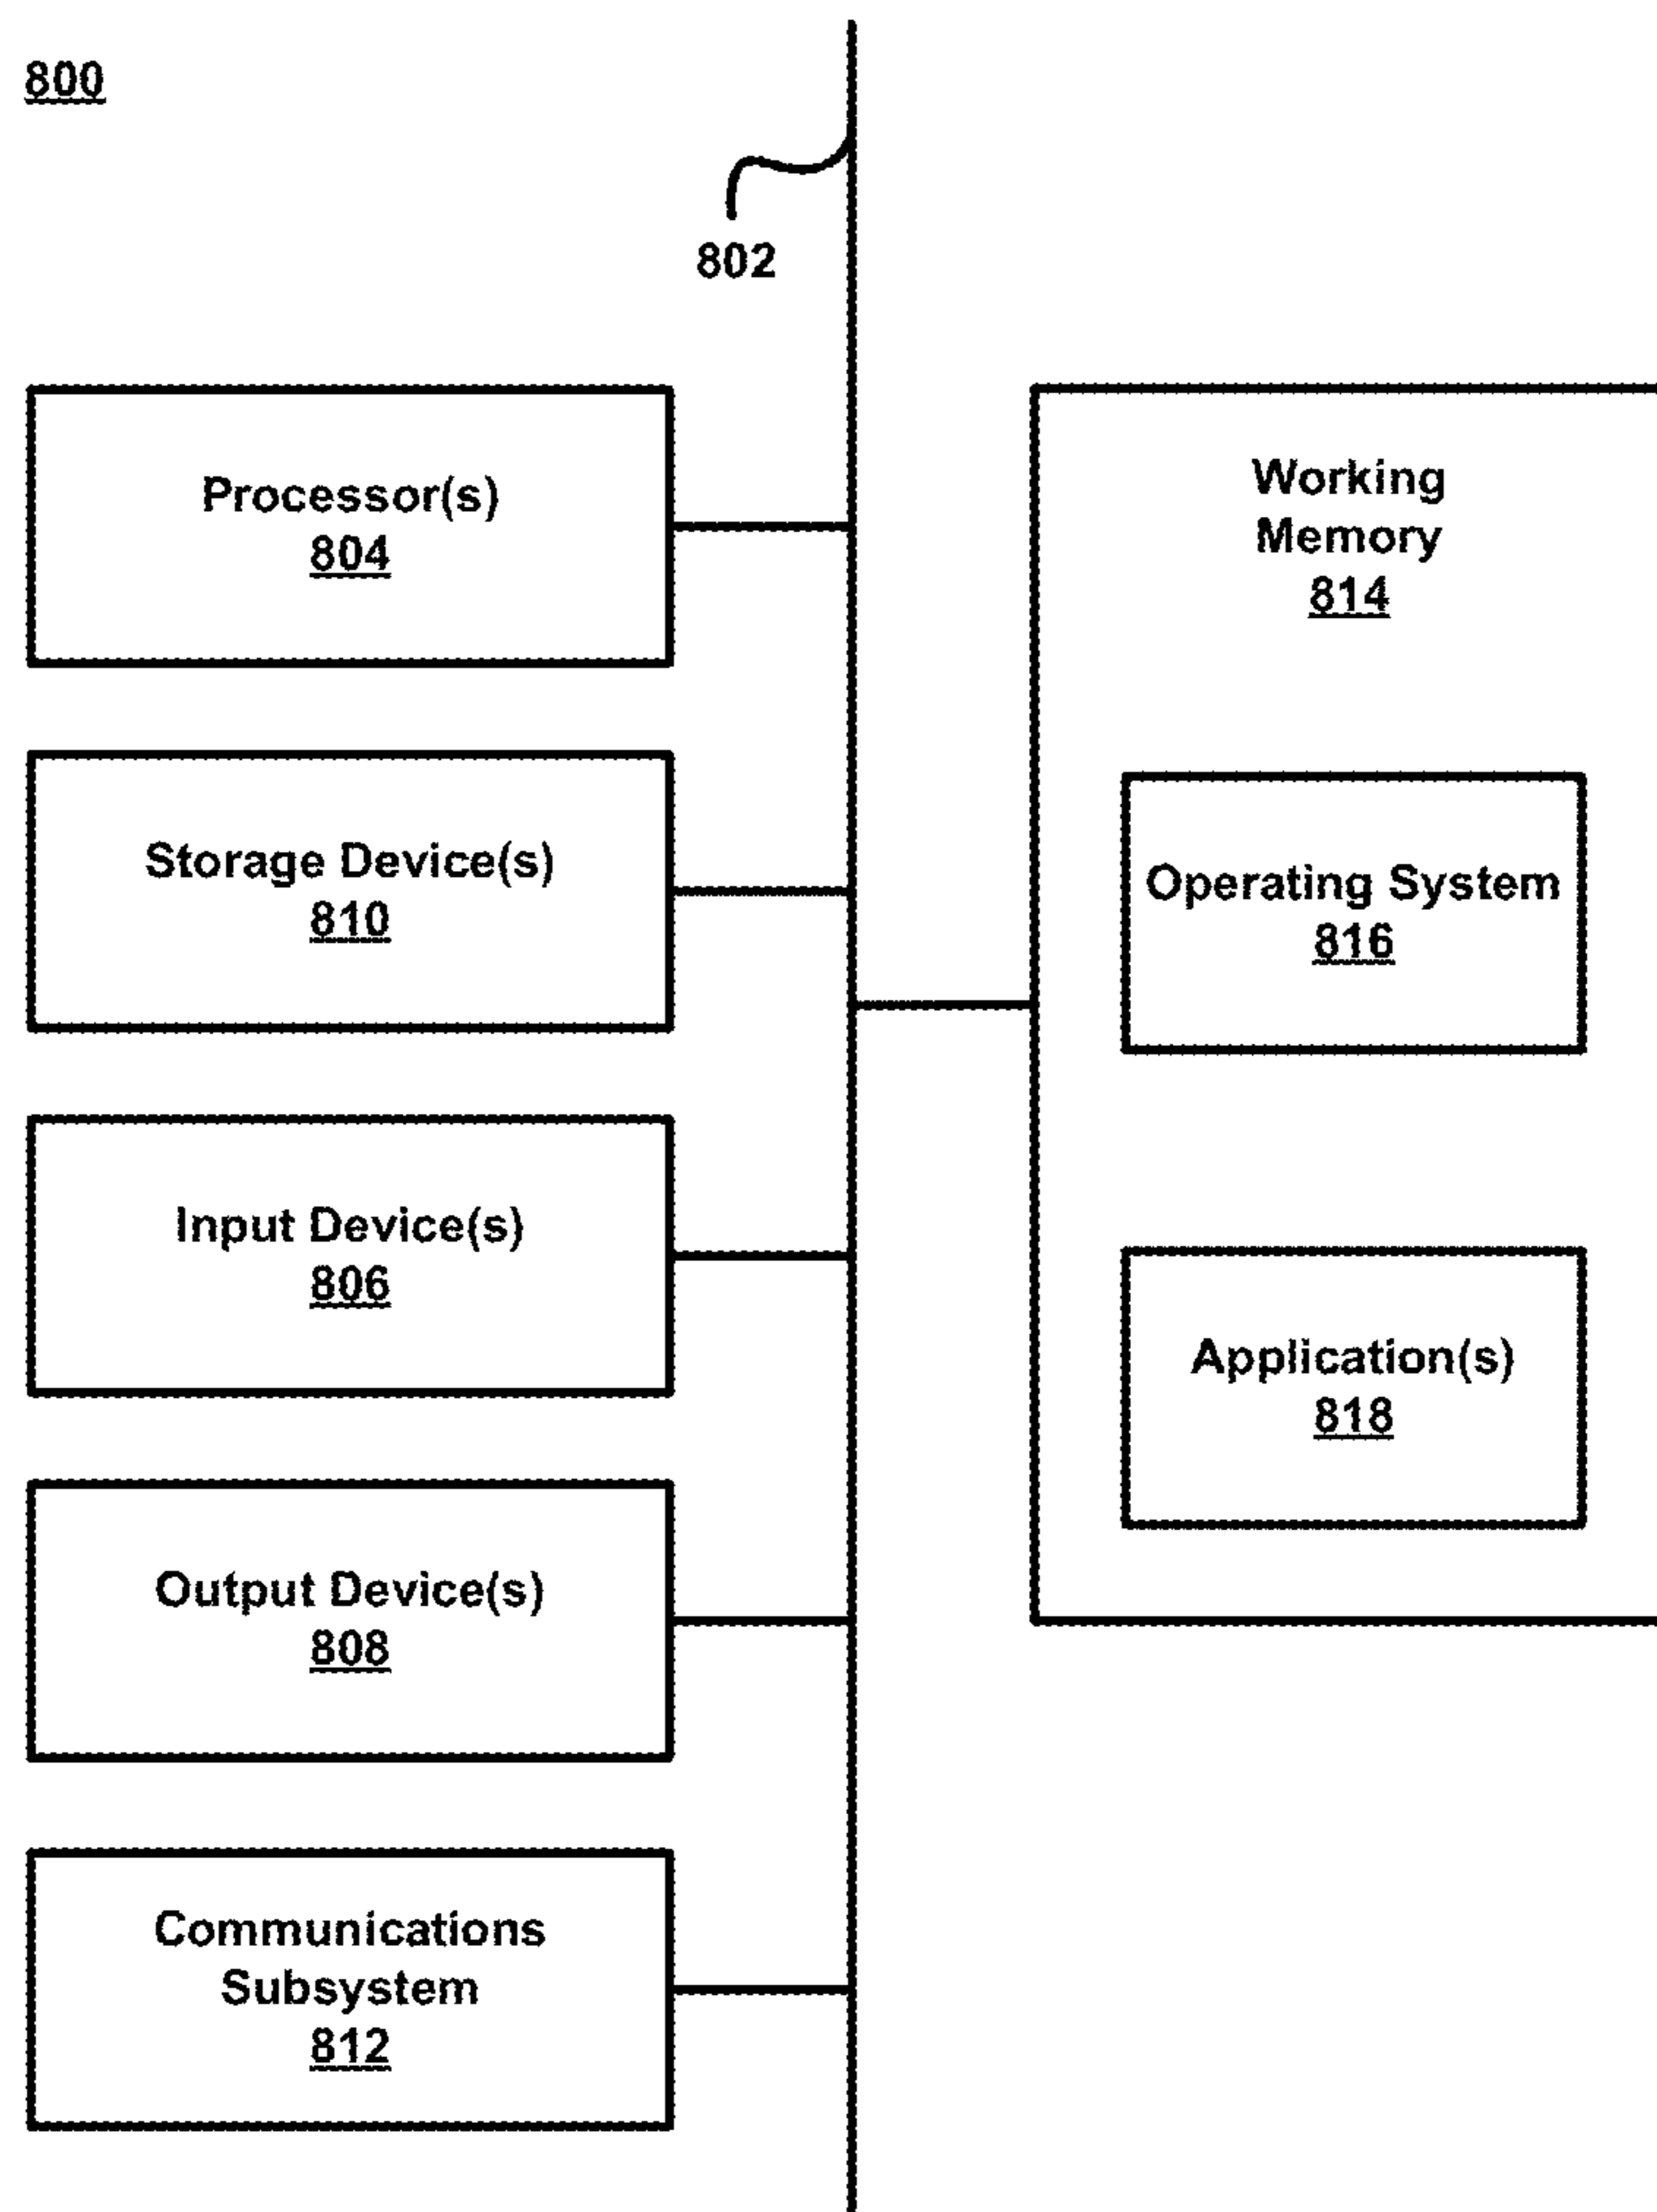 800
802
Processor(s)
804
Storage Device(s)
810
Input Device(s)
806
Output Device(s)
808
Communications
Subsystem
812
Working
Memory
814
Operating System
816
Application(s)
818